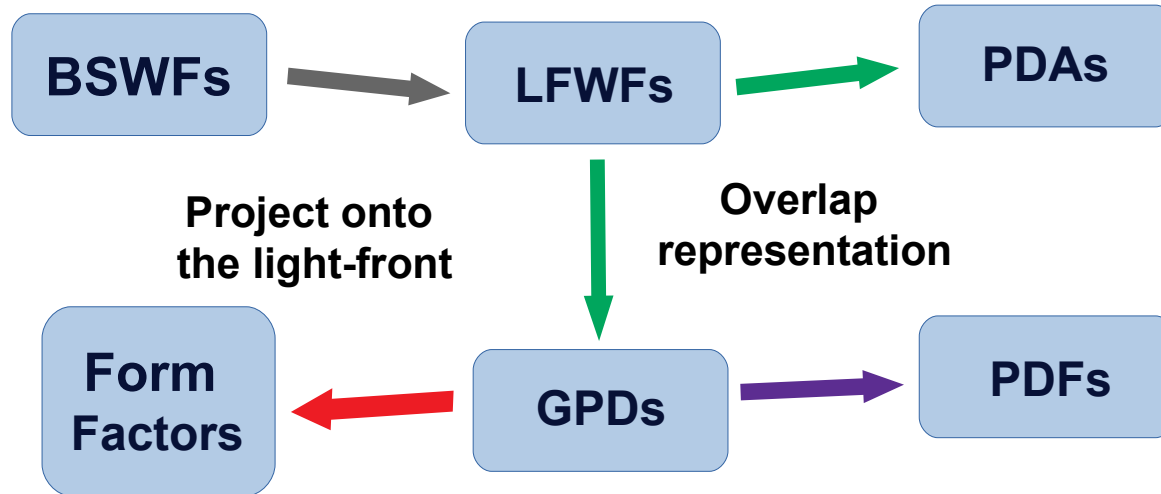 BSWFs
LFWFs
PDAs
Project onto
the light-front
Overlap
representation
Form
Factors
GPDs
PDFs